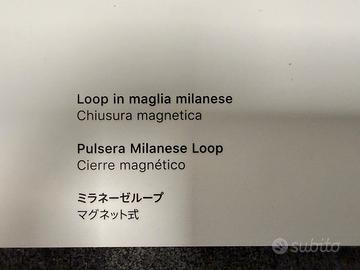 Loop in maglia milanese
Chiusura magnetica
Pulsera Milanese Loop
Cierre magnético
ミラネーゼループ
マグネット式
subito